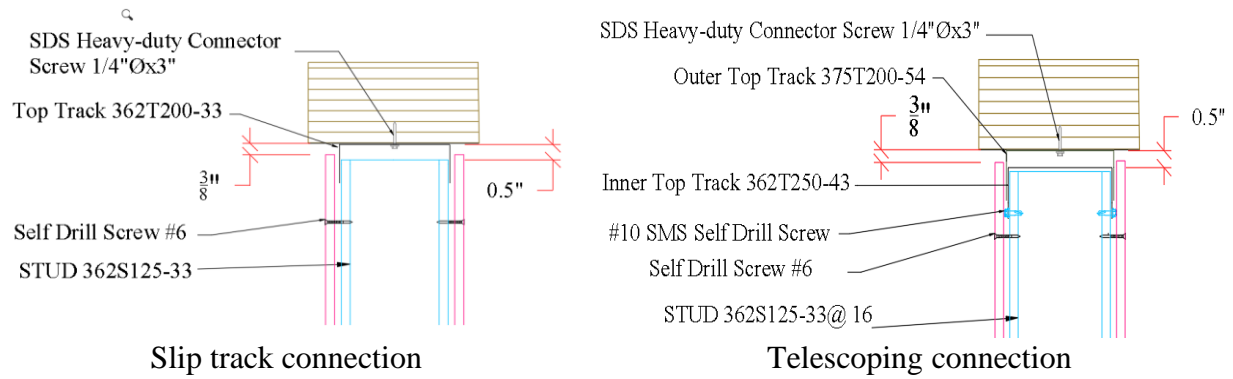 SDS Heavy-duty Connector
Screw 1/4"Øx3"
Top Track 362T200-33
3/8"
0.5"
Self Drill Screw #6
STUD 362S125-33
Slip track connection
SDS Heavy-duty Connector Screw 1/4"Øx3"
Outer Top Track 375T200-54
3/8"
0.5"
Inner Top Track 362T250-43
#10 SMS Self Drill Screw
Self Drill Screw #6
STUD 362S125-33@ 16
Telescoping connection